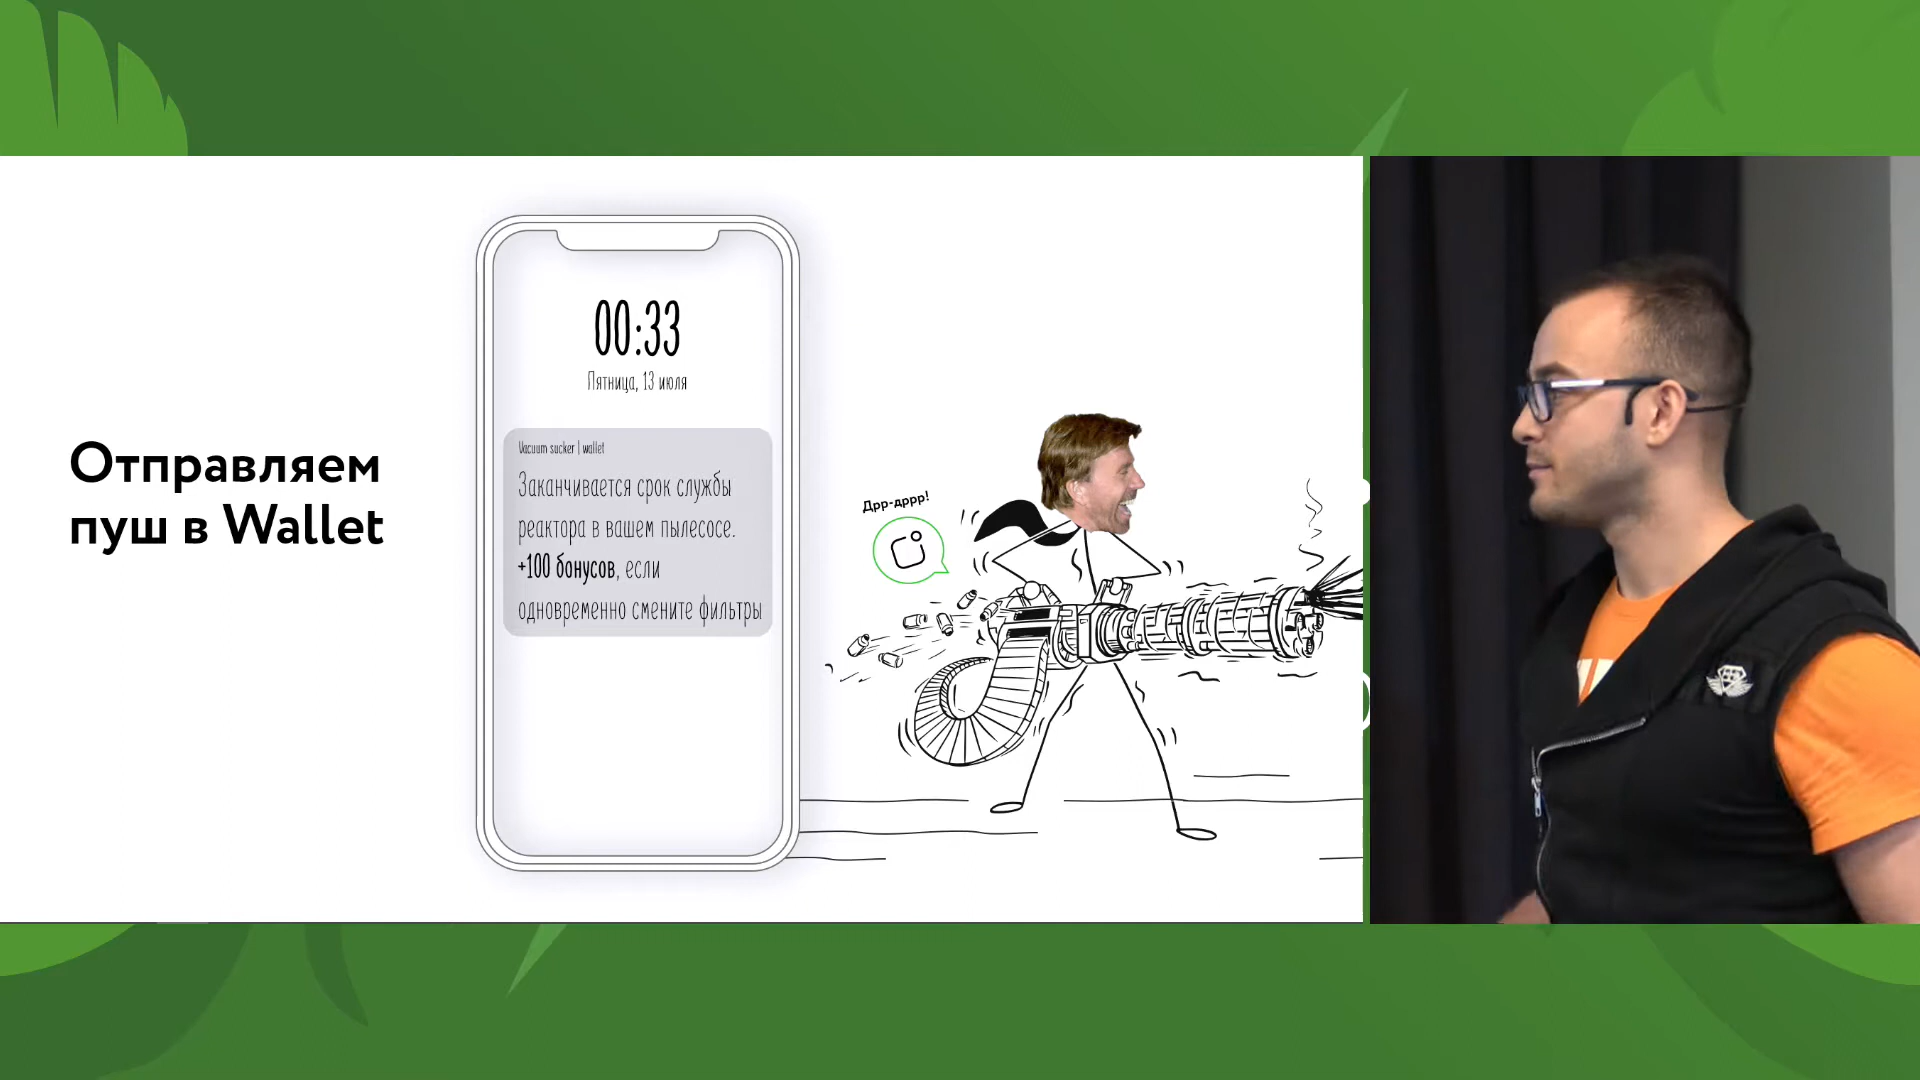 Отправляем
пуш в Wallet
00:33
Пятница, 13 июля
Vacuum sucker | wallet
Заканчивается срок службы
реактора в вашем пылесосе.
+100 бонусов, если
одновременно смените фильтры
Дрр-дррр!